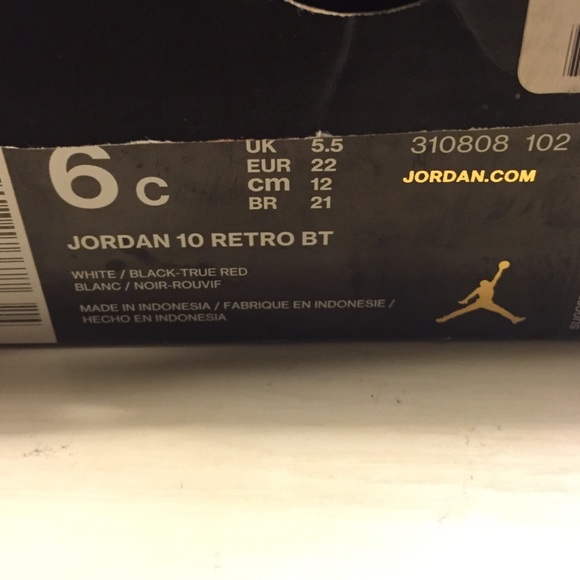 6 C
UK 5.5
EUR 22
cm 12
BR 21
310808 102
JORDAN.COM
JORDAN 10 RETRO BT
WHITE / BLACK-TRUE RED
BLANC / NOIR-ROUVIF
MADE IN INDONESIA / FABRIQUE EN INDONESIE /
HECHO EN INDONESIA